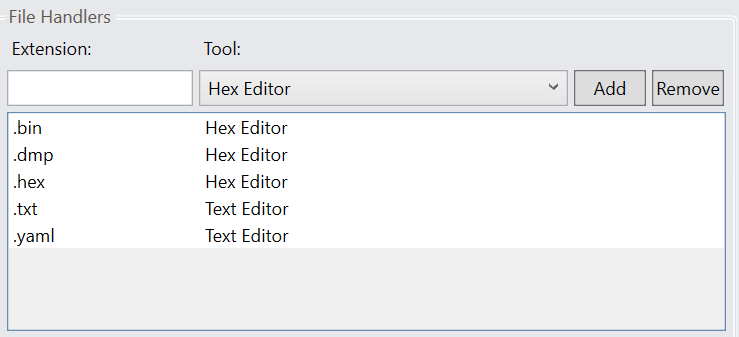 File Handlers
Extension: Tool:
Hex Editor Add Remove
.bin Hex Editor
.dmp Hex Editor
.hex Hex Editor
.txt Text Editor
.yaml Text Editor